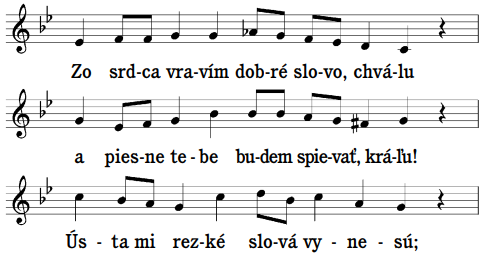 Zo srd-ca vra-vím dob-ré slo-vo, chvá-lu
a pies-ne te-be bu-dem spie-vať, krá-ľu!
Ús-ta mi rez-ké slo-vá vy-ne-sú;